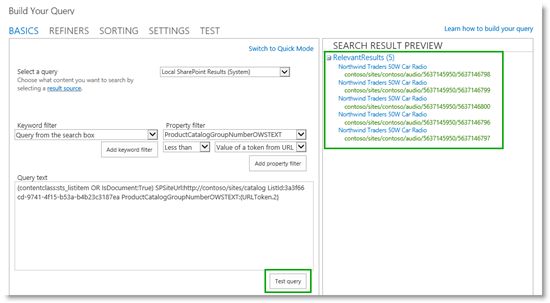 Build Your Query
BASICS REFINERS SORTING SETTINGS TEST
Learn how to build your query
Switch to Quick Mode
Select a query
Choose what content you want to search by
selecting a result source.
Local SharePoint Results (System)
Keyword filter
Query from the search box
Add keyword filter
Property filter
ProductCatalogGroupNumberOWSTEXT
Less than
Value of a token from URL
Add property filter
Query text
(contentclass:sts_listitem OR IsDocument:True) SPSiteUrl:http://contoso/sites/catalog ListId:3a3f66
cd-9741-4f15-b53a-b4b23c3187ea ProductCatalogGroupNumberOWSTEXT:{URLToken.2}
Test query
SEARCH RESULT PREVIEW
RelevantResults (5)
Northwind Traders 50W Car Radio
contoso/sites/contoso/audio/5637145950/5637146798
Northwind Traders 50W Car Radio
contoso/sites/contoso/audio/5637145950/5637146799
Northwind Traders 50W Car Radio
contoso/sites/contoso/audio/5637145950/5637146800
Northwind Traders 50W Car Radio
contoso/sites/contoso/audio/5637145950/5637146796
Northwind Traders 50W Car Radio
contoso/sites/contoso/audio/5637145950/5637146797